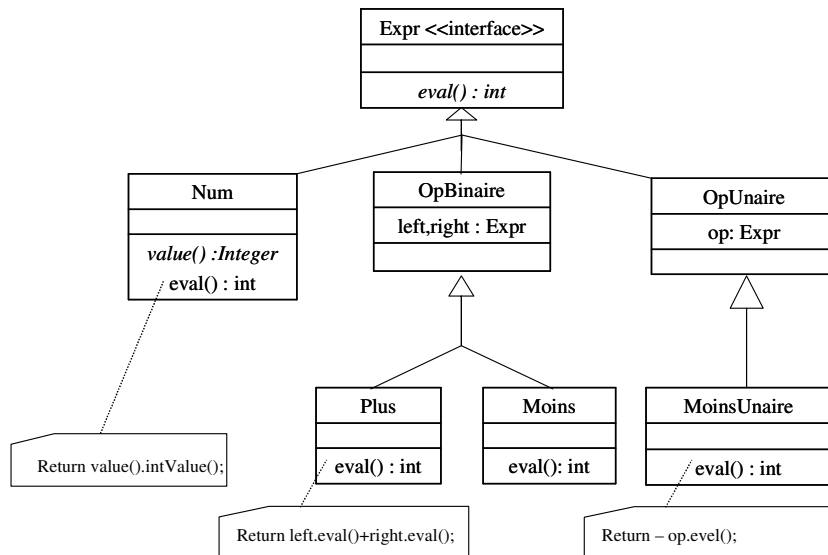 Expr <<interface>>
eval() : int
Num
value() :Integer
eval() : int
OpBinaire
left,right : Expr
OpUnaire
op: Expr
Plus
eval() : int
Moins
eval(): int
MoinsUnaire
eval() : int
Return value().intValue();
Return left.eval()+right.eval();
Return – op.evel();